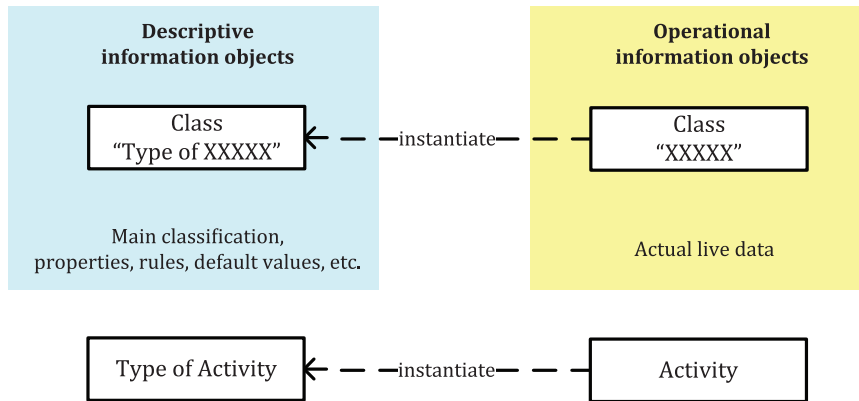 Descriptive
information objects
Operational
information objects
Class
“Type of XXXXX”
instantiate
Class
“XXXXX”
Main classification,
properties, rules, default values, etc.
Actual live data
Type of Activity
instantiate
Activity